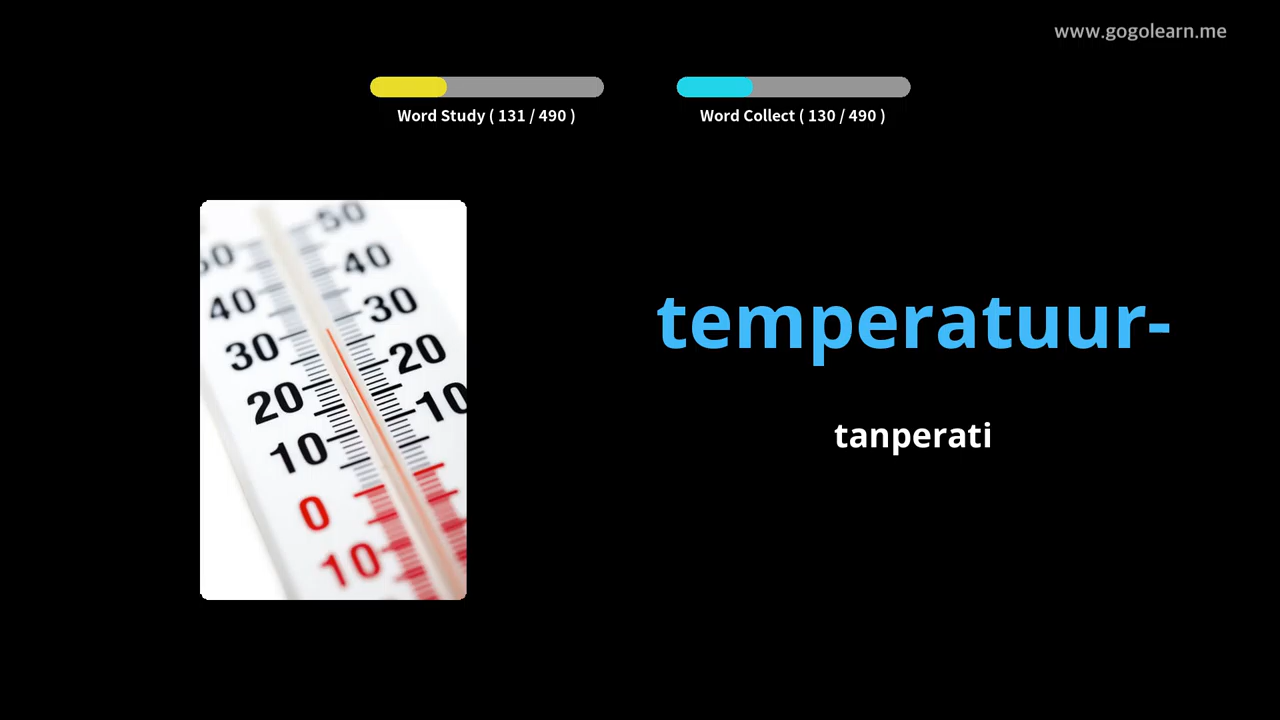 www.gogolearn.me
Word Study ( 131 / 490 )
Word Collect ( 130 / 490 )
50
50
40
40
30
30
20
20
10
10
0
10
temperatuur-
tanperati